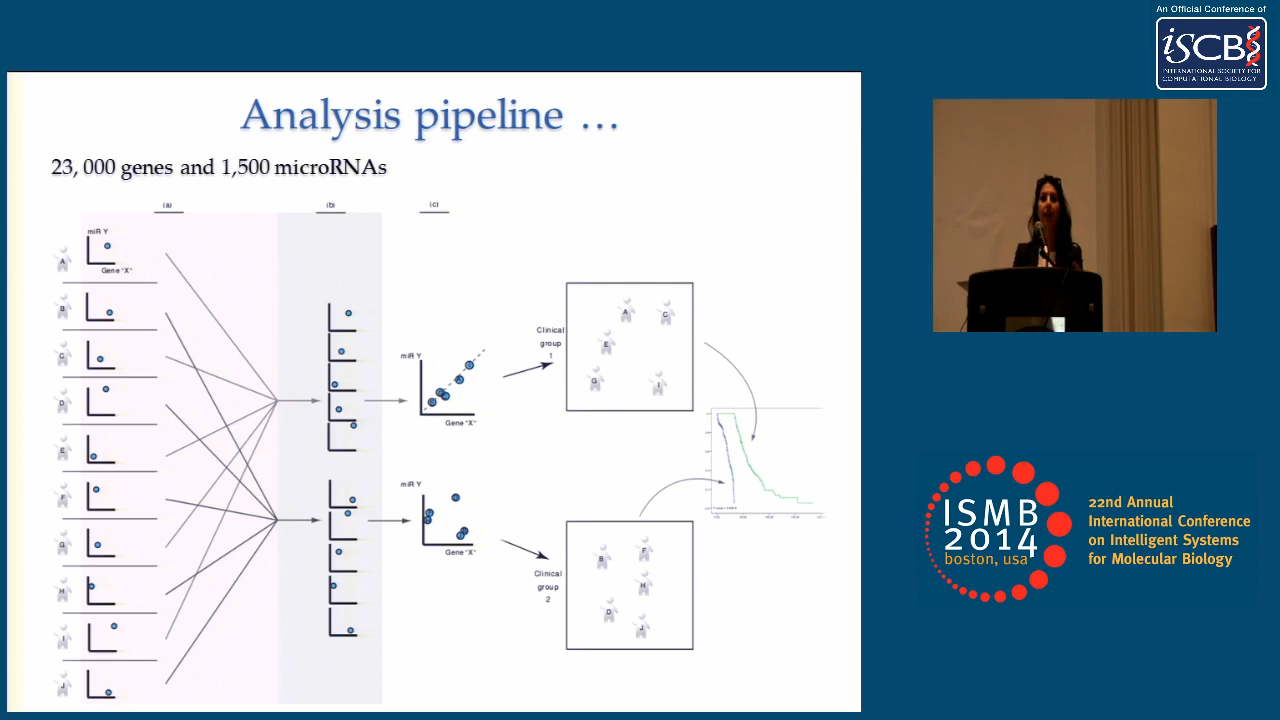 An Official Conference of
iSCB
INTERNATIONAL SOCIETY FOR
COMPUTATIONAL BIOLOGY
Analysis pipeline …
23, 000 genes and 1,500 microRNAs
(a)
(b)
(c)
miR Y
Gene "X"
A
B
C
D
E
F
G
H
I
J
miR Y
Gene "X"
miR Y
Gene "X"
Clinical
group
1
A
C
E
G
I
Clinical
group
2
B
F
H
D
J
ISMB
2014
boston, usa
22nd Annual
International Conference
on Intelligent Systems
for Molecular Biology